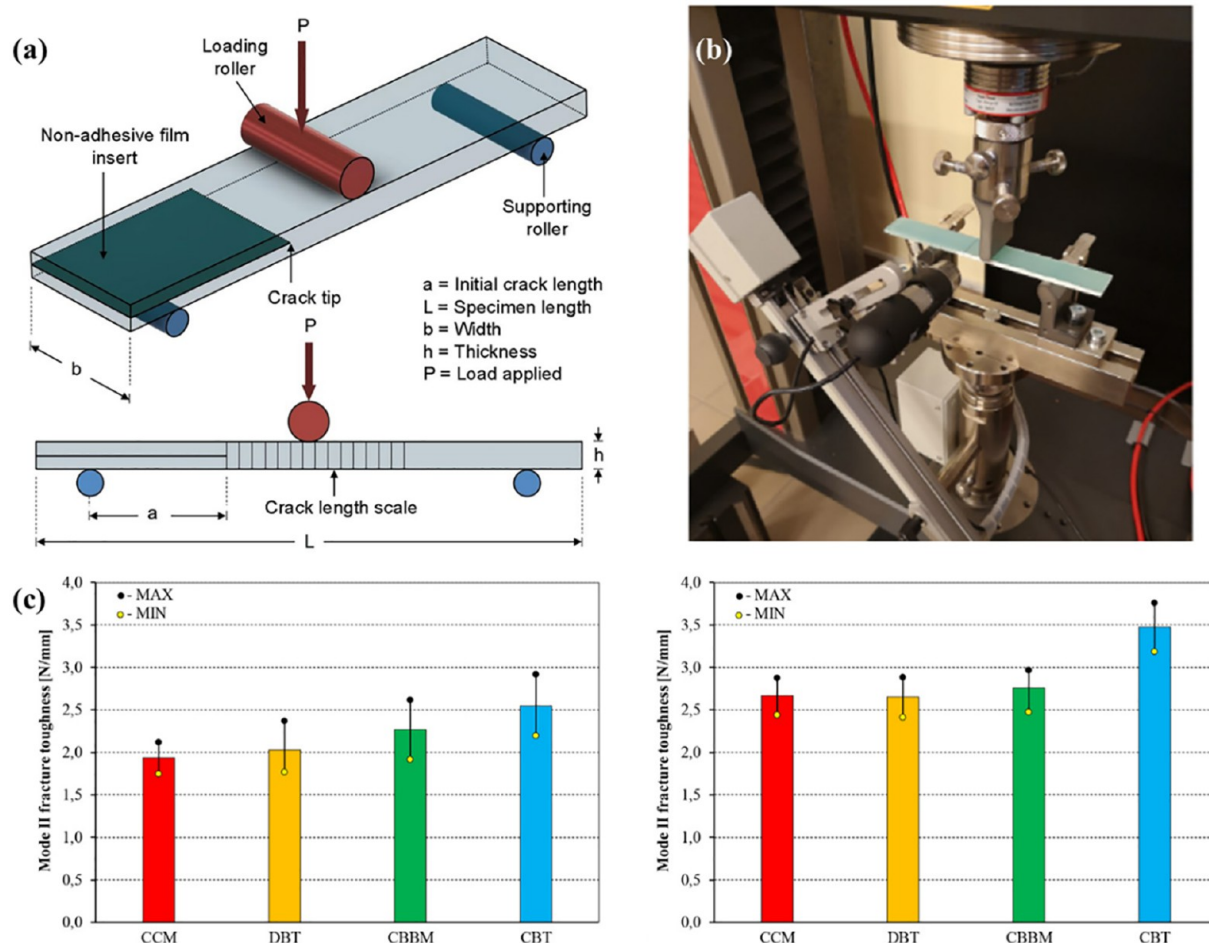 (a)
P
Loading
roller
Non-adhesive film
insert
Supporting
roller
Crack tip
a = Initial crack length
L = Specimen length
b = Width
h = Thickness
P = Load applied
b
P
h
Crack length scale
a
L
(b)
(c)
Mode II fracture toughness [N/mm]
4,0
3,5
3,0
2,5
2,0
1,5
1,0
0,5
0,0
- MAX
- MIN
CCM DBT CBBM CBT
Mode II fracture toughness [N/mm]
4,0
3,5
3,0
2,5
2,0
1,5
1,0
0,5
0,0
- MAX
- MIN
CCM DBT CBBM CBT